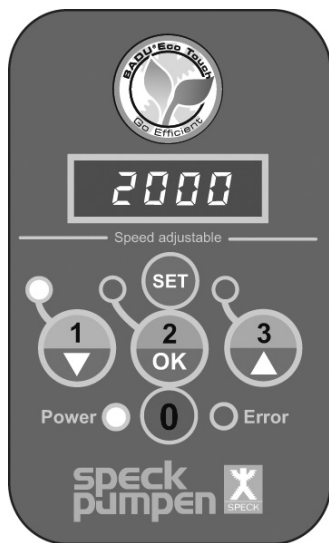 BADU®Eco Touch
Go Efficient
2000
Speed adjustable
SET
1 2 3
OK
Power 0 Error
speck
pumpen
SPECK